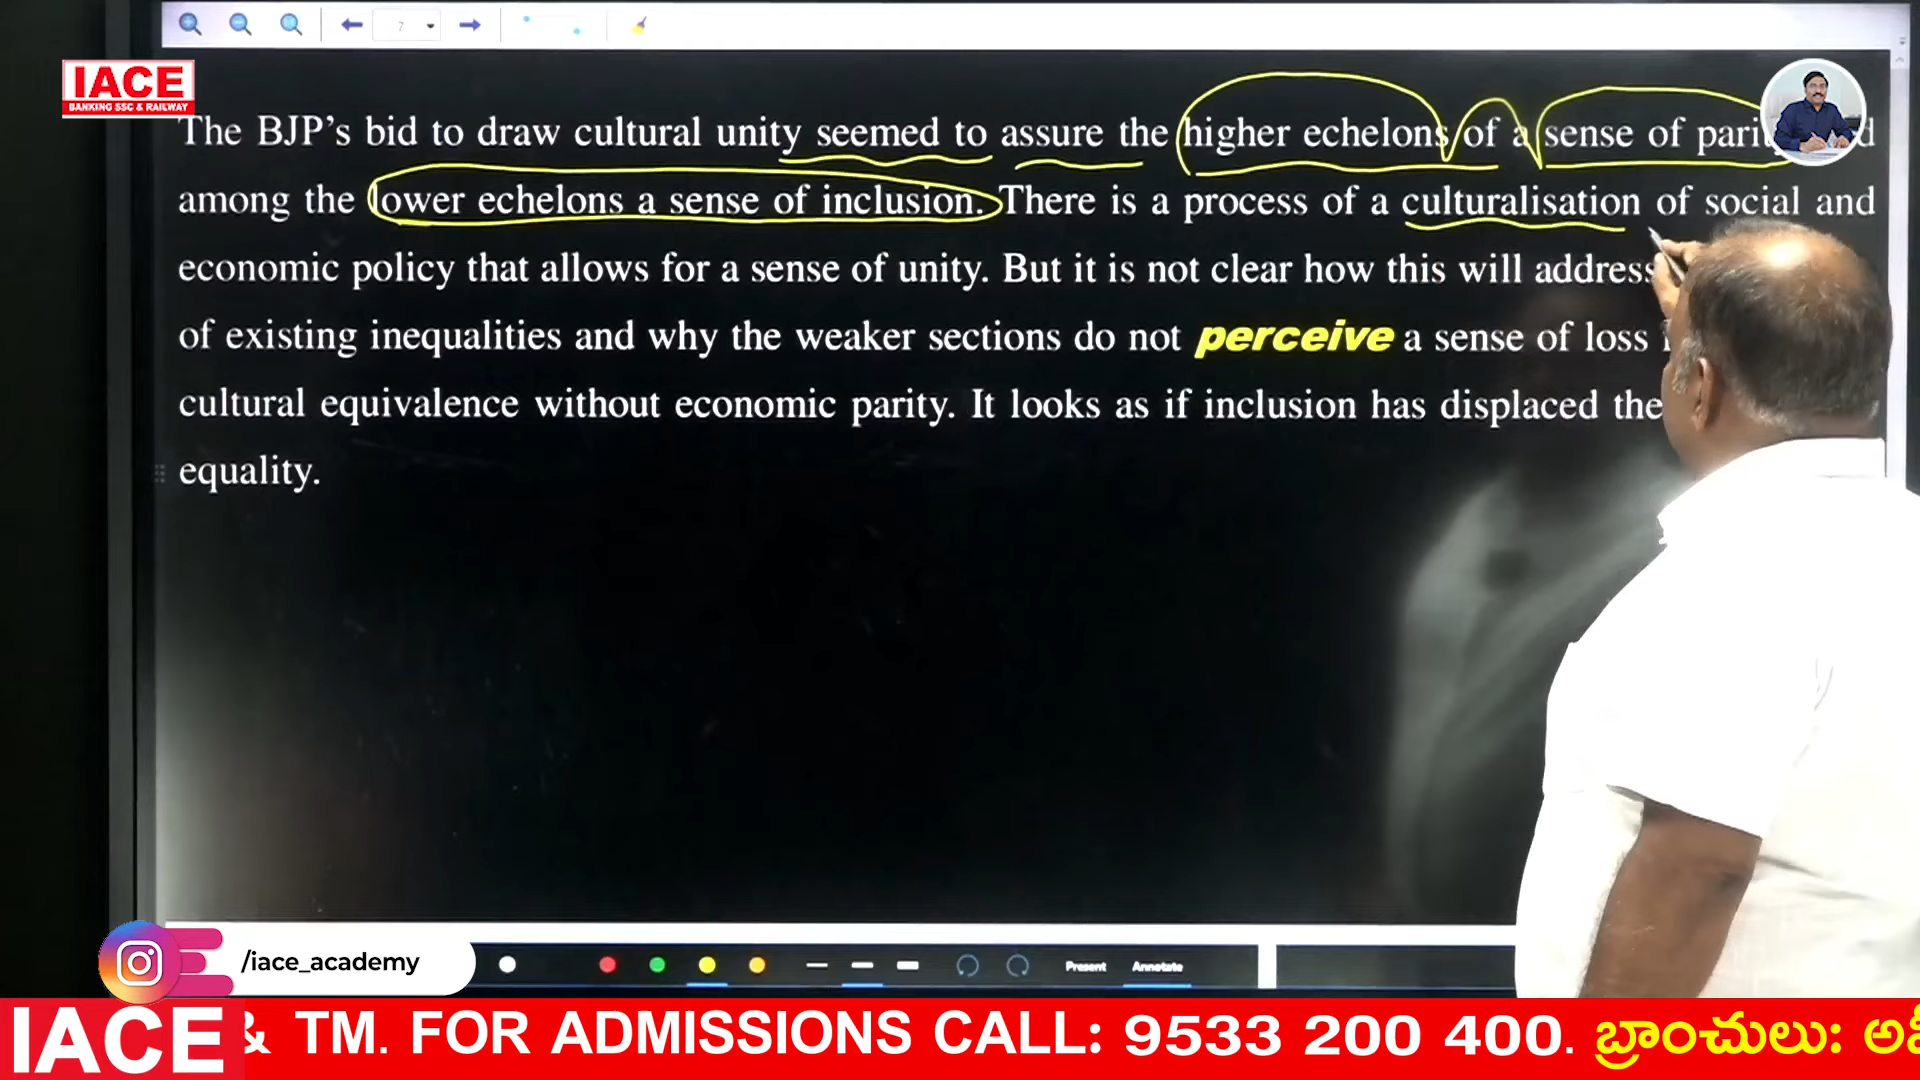 7
IACE
BANKING SSC & RAILWAY
The BJP's bid to draw cultural unity seemed to assure the higher echelons of a sense of
among the lower echelons a sense of inclusion. There is a process of a culturalisation of social and
economic policy that allows for a sense of unity. But it is not clear how this will address
of existing inequalities and why the weaker sections do not perceive a sense of loss
cultural equivalence without economic parity. It looks as if inclusion has displaced the
equality.
/iace_academy
Present Annotate
IACE & TM. FOR ADMISSIONS CALL: 9533 200 400. బ్రాంచులు: